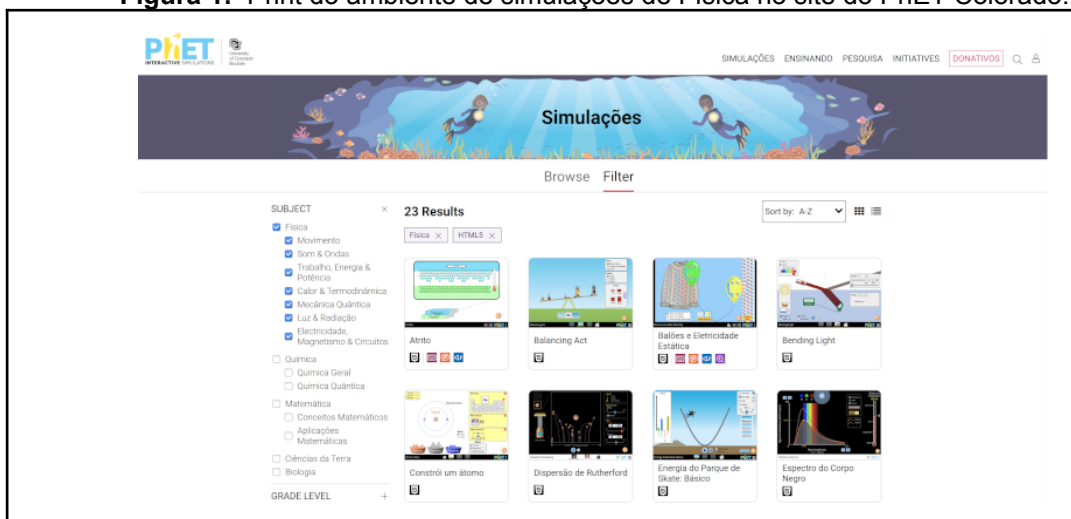 Figura 1. Print do ambiente de simulações de Física no site do PhET Colorado.
PhET
INTERACTIVE SIMULATIONS
University
of Colorado
Boulder
SIMULAÇÕES ENSINANDO PESQUISA INITIATIVES DONATIVOS
Simulações
Browse Filter
SUBJECT ×
Física
Movimento
Som & Ondas
Trabalho, Energia &
Potência
Calor & Termodinâmica
Mecânica Quântica
Luz & Radiação
Electricidade,
Magnetismo & Circuitos
Química
Química Geral
Química Quântica
Matemática
Conceitos Matemáticos
Aplicações
Matemáticas
Ciências da Terra
Biologia
GRADE LEVEL +
23 Results
Sort by: A-Z
Física × HTML5 ×
Atrito
Balancing Act
Balões e Eletricidade
Estática
Bending Light
Constrói um átomo
Dispersão de Rutherford
Energia do Parque de
Skate: Básico
Espectro do Corpo
Negro